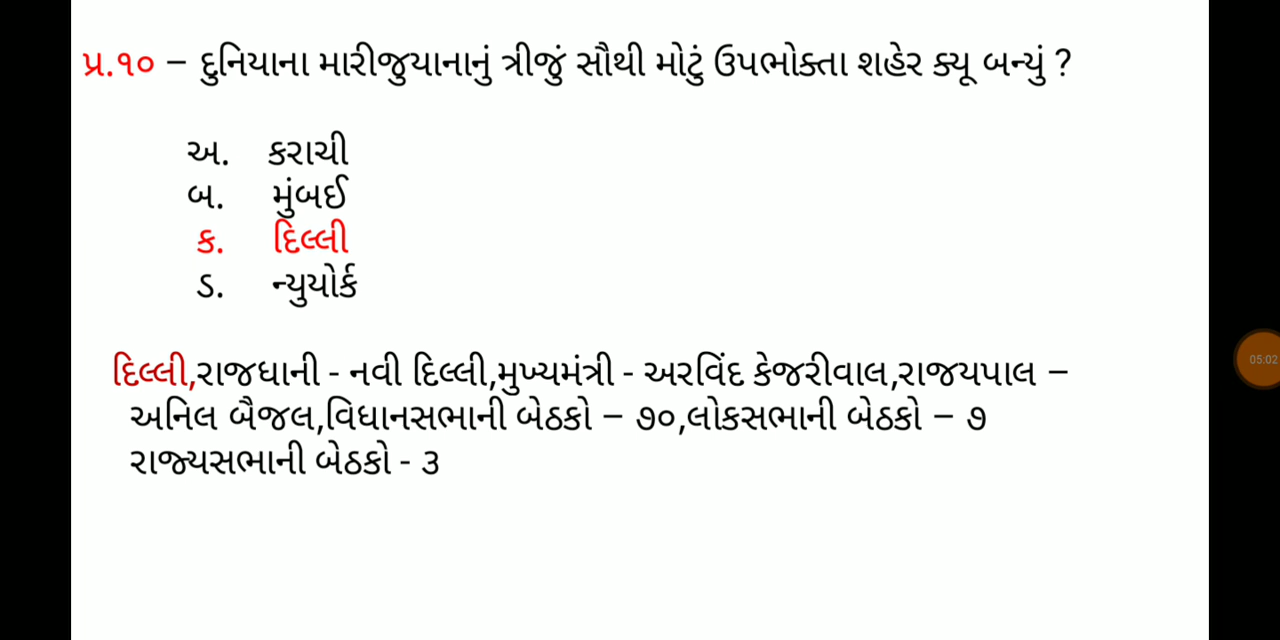 પ્ર.૧૦ – દુનિયાના મારીજુયાનાનું ત્રીજું સૌથી મોટું ઉપભોક્તા શહેર ક્યૂ બન્યું ?
અ. કરાચી
બ. મુંબઈ
ક. દિલ્લી
ડ. ન્યુયોર્ક
દિલ્લી,રાજધાની - નવી દિલ્લી,મુખ્યમંત્રી - અરવિંદ કેજરીવાલ,રાજયપાલ –
અનિલ બૈજલ,વિધાનસભાની બેઠકો – ૭૦,લોકસભાની બેઠકો – ૭
રાજ્યસભાની બેઠકો - ૩
05:02